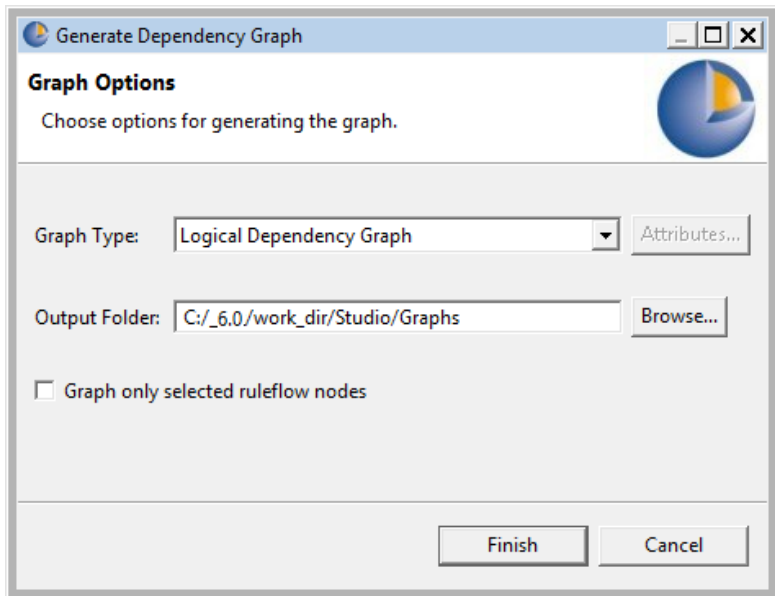 Generate Dependency Graph
Graph Options
Choose options for generating the graph.
Graph Type: Logical Dependency Graph Attributes...
Output Folder: C:/_6.0./work_dir/Studio/Graphs Browse...
Graph only selected ruleflow nodes
Finish Cancel